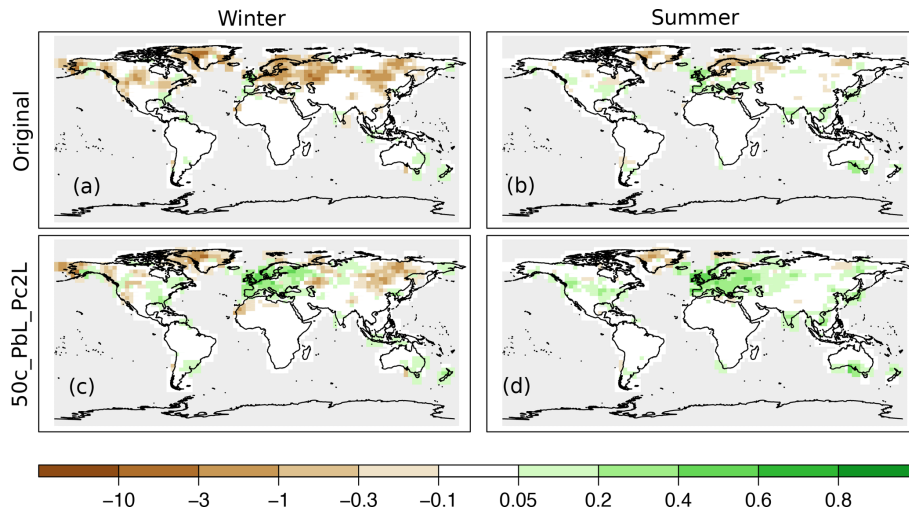 Winter
Summer
Original
(a)
(b)
50c_PbL_Pc2L
(c)
(d)
−10
−3
−1
−0.3
−0.1
0.05
0.2
0.4
0.6
0.8